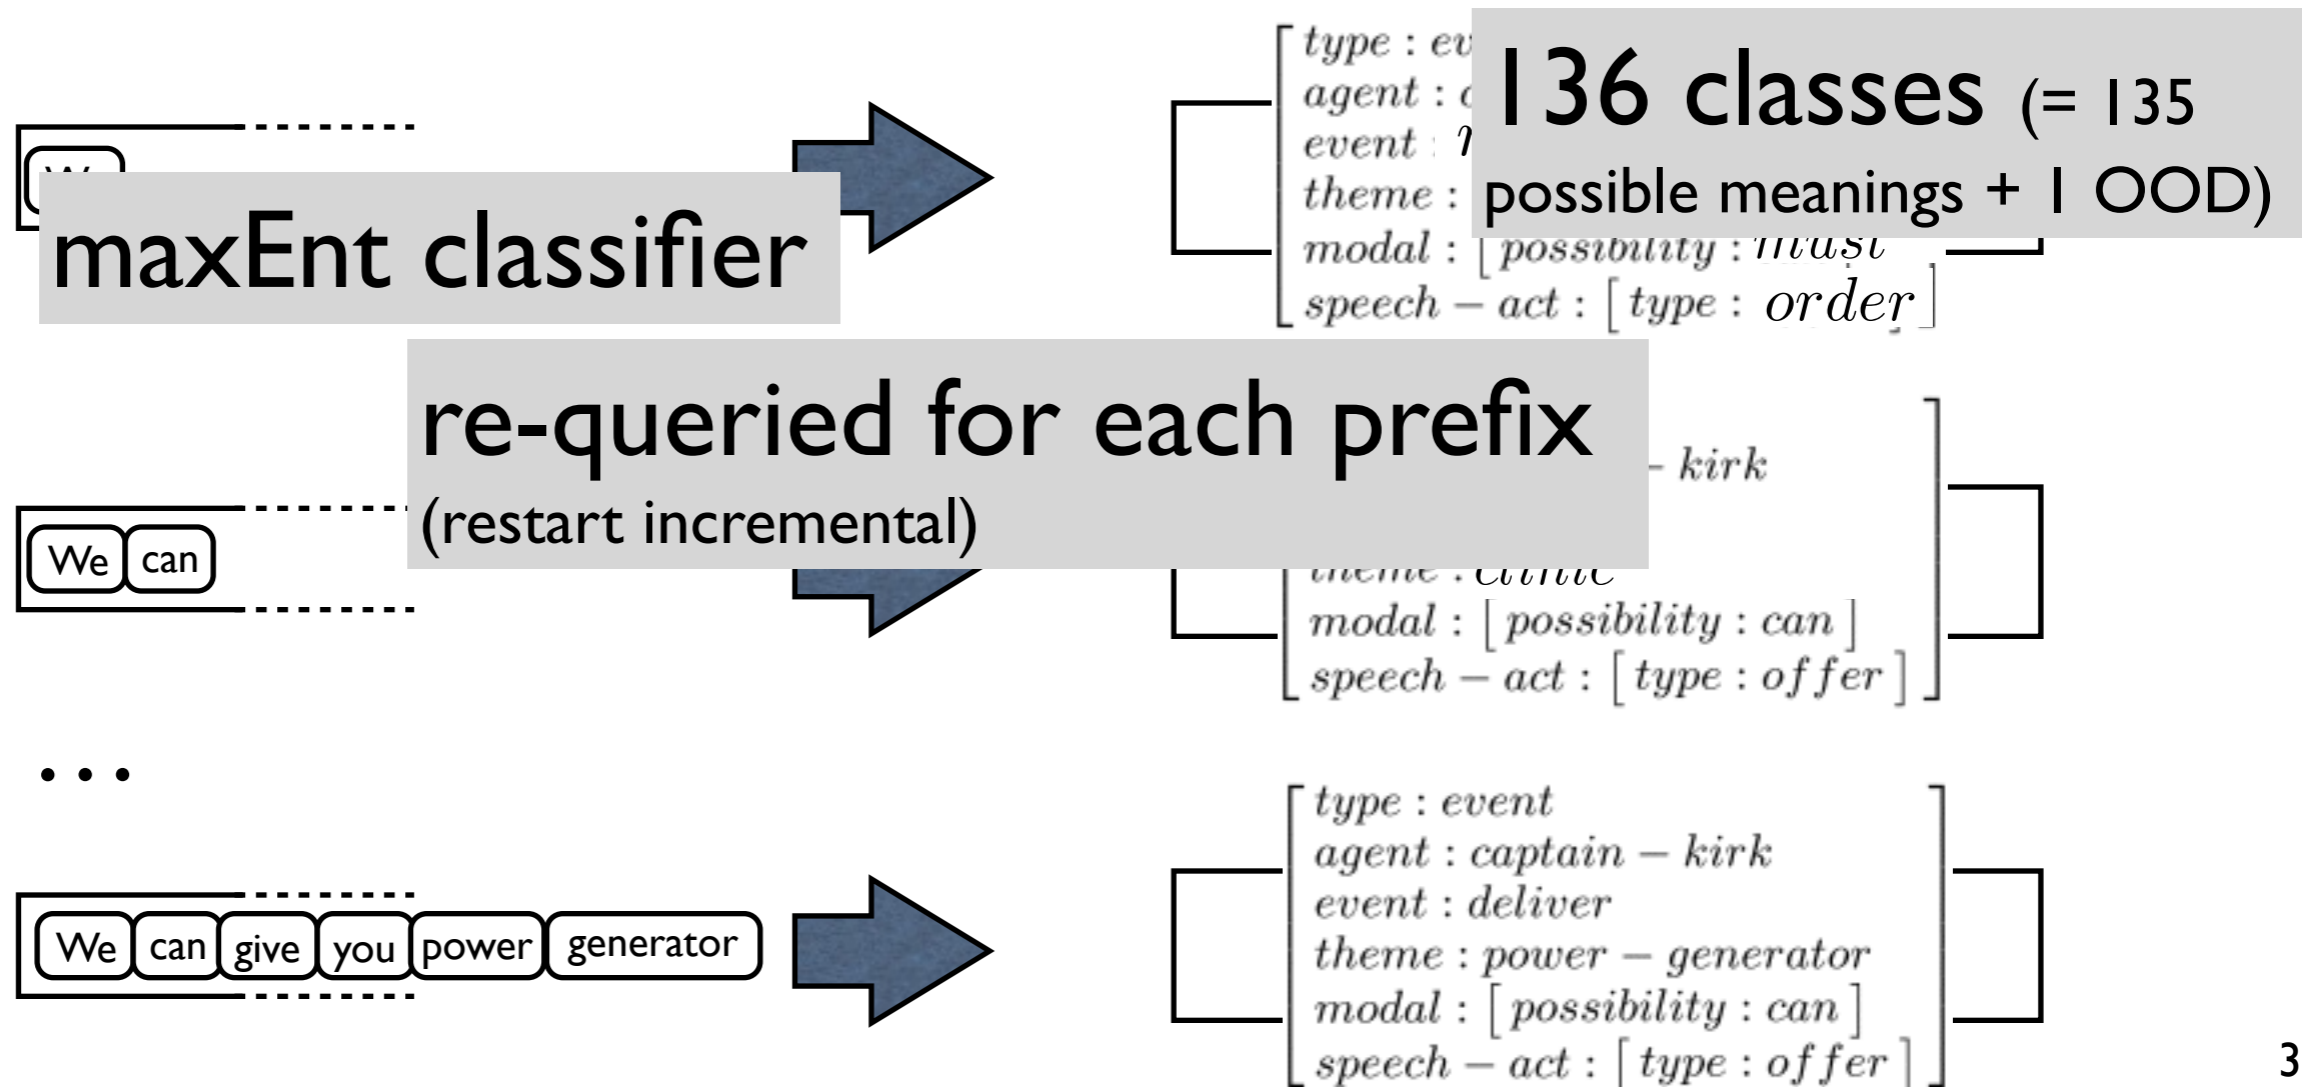 type :
136 classes (= 135
possible meanings + 1 OOD)
agent :
event :
theme :
modal : [ possibility : must
speech – act : [ type : order ]
maxEnt classifier
re-queried for each prefix
(restart incremental)
– kirk
We can
theme : clinic
modal : [ possibility : can ]
speech – act : [ type : offer ]
...
type : event
agent : captain – kirk
event : deliver
We can give you power generator
theme : power – generator
modal : [ possibility : can ]
speech – act : [ type : offer ]
3